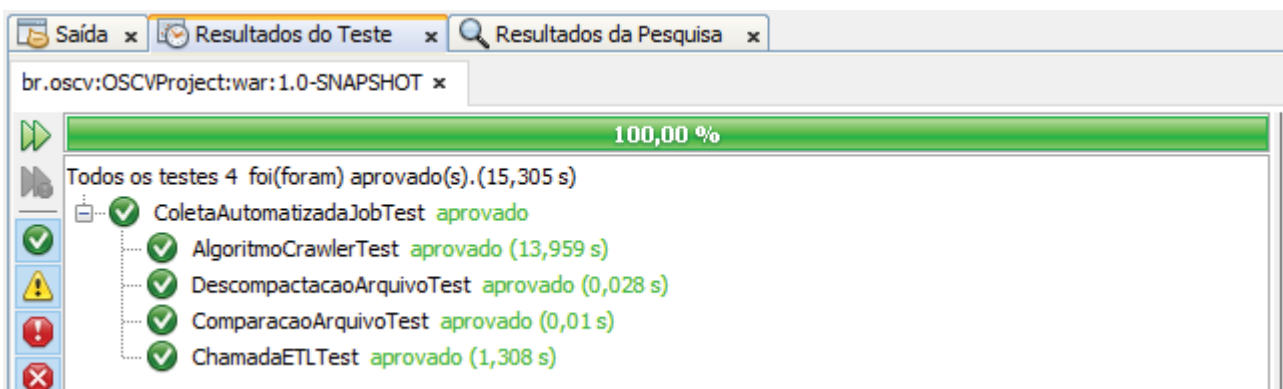 Saída x Resultados do Teste x Resultados da Pesquisa x
br.oscv:OSCVProject:war:1.0-SNAPSHOT x
100,00 %
Todos os testes 4 foi(foram) aprovado(s).(15,305 s)
ColetaAutomatizadaJobTest aprovado
AlgoritmoCrawlerTest aprovado (13,959 s)
DescompactacaoArquivoTest aprovado (0,028 s)
ComparacaoArquivoTest aprovado (0,01 s)
ChamadaETLTest aprovado (1,308 s)